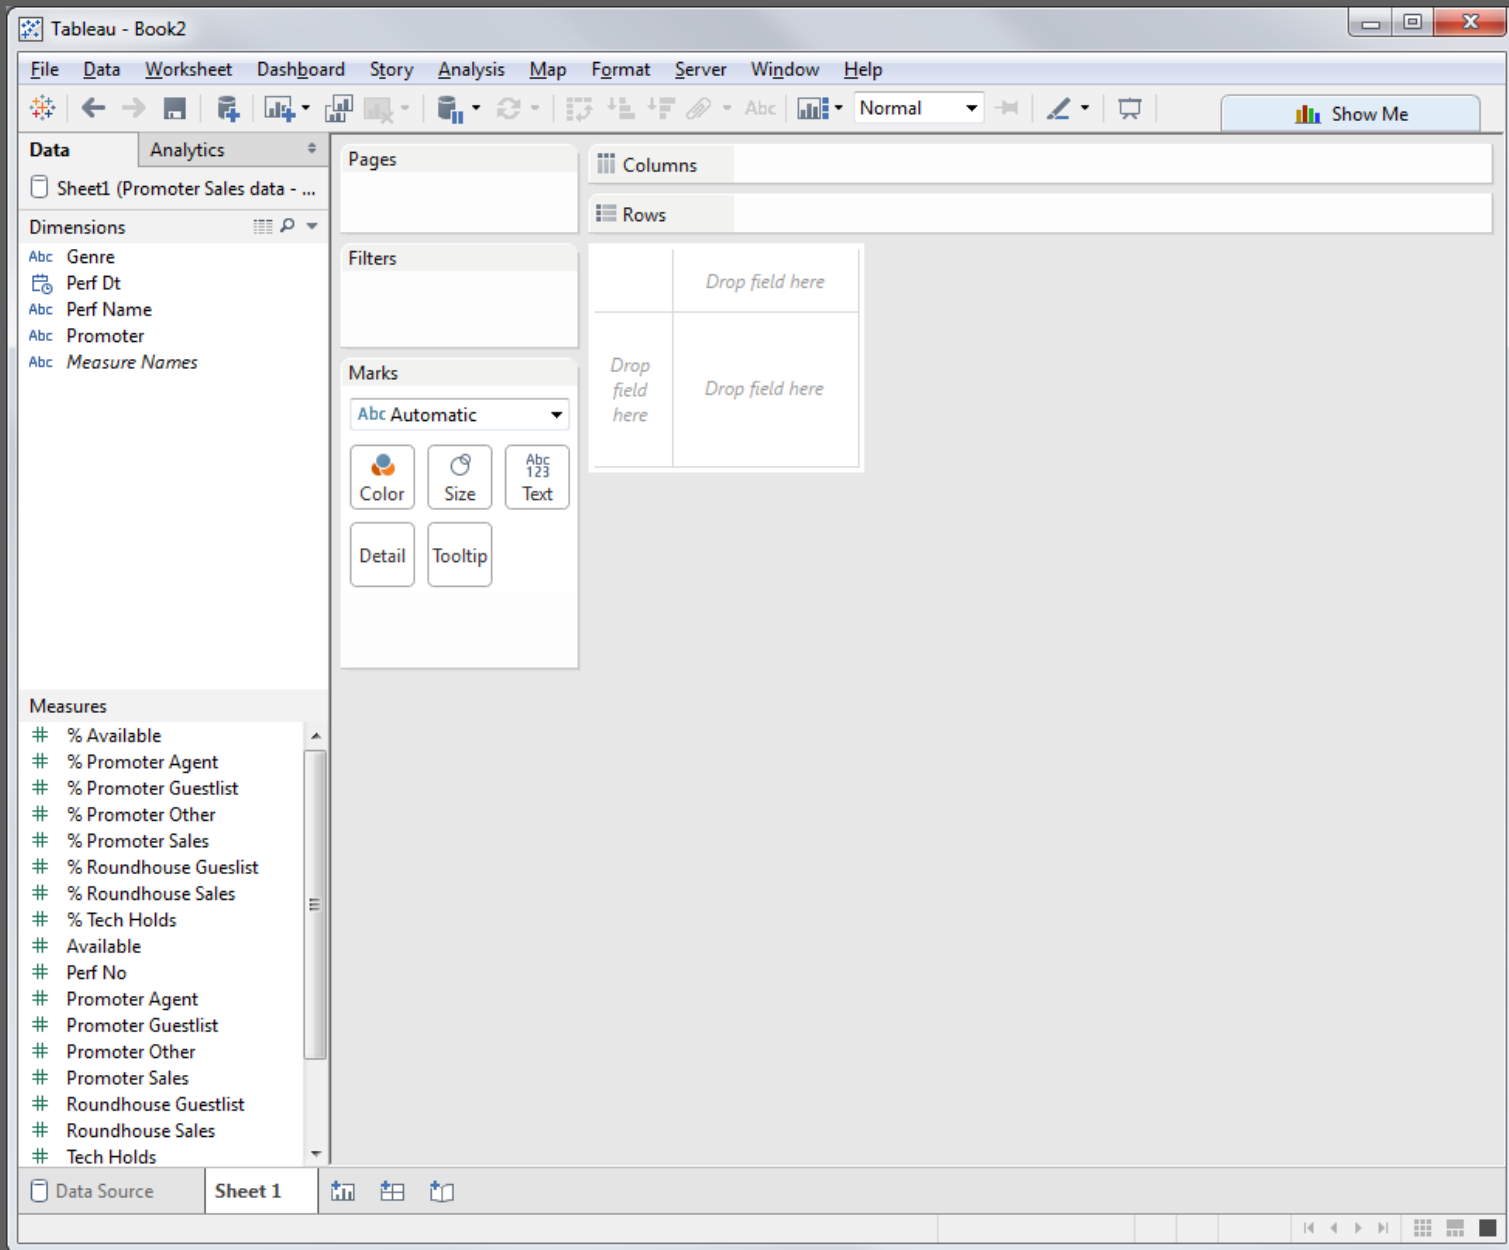 Tableau - Book2
File Data Worksheet Dashboard Story Analysis Map Format Server Window Help
Abc Normal Show Me
Data Analytics
Sheet1 (Promoter Sales data - ...
Dimensions
Abc Genre
Perf Dt
Abc Perf Name
Abc Promoter
Abc Measure Names
Measures
# % Available
# % Promoter Agent
# % Promoter Guestlist
# % Promoter Other
# % Promoter Sales
# % Roundhouse Gueslist
# % Roundhouse Sales
# % Tech Holds
# Available
# Perf No
# Promoter Agent
# Promoter Guestlist
# Promoter Other
# Promoter Sales
# Roundhouse Guestlist
# Roundhouse Sales
# Tech Holds
Pages
Filters
Marks
Abc Automatic
Color
Size
Abc
123
Text
Detail
Tooltip
Columns
Rows
Drop field here
Drop
field
here
Drop field here
Data Source
Sheet 1